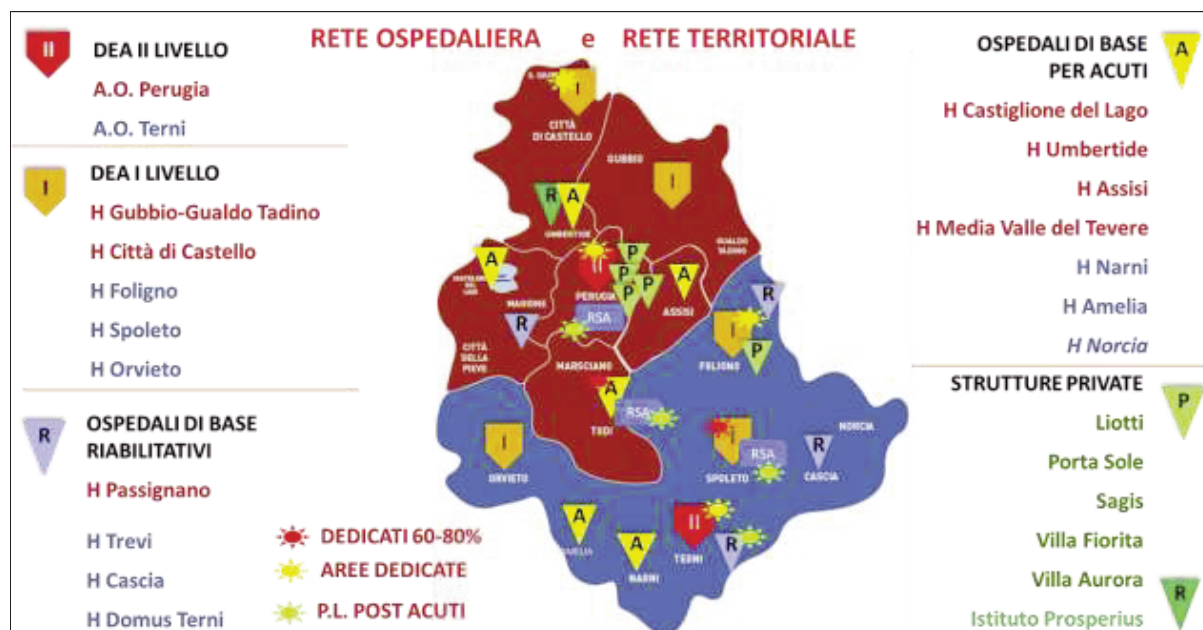 RETE OSPEDALIERA e RETE TERRITORIALE
II
DEA II LIVELLO
A.O. Perugia
A.O. Terni
I
DEA I LIVELLO
H Gubbio-Gualdo Tadino
H Città di Castello
H Foligno
H Spoleto
H Orvieto
R
OSPEDALI DI BASE
RIABILITATIVI
H Passignano
H Trevi
H Cascia
H Domus Terni
DEDICATI 60-80%
AREE DEDICATE
P.L. POST ACUTI
I
CITTÀ
DI CASTELLO
GUBBIO
I
R
A
UMBERTIDE
GUALDO
TADINO
A
II
P
P
P
P
PERUGIA
A
ASSISI
MAGIONE
R
RSA
CITTÀ
DELLA
PIEVE
MARSCIANO
R
I
P
FOLIGNO
A
RSA
TODI
I
ORVIETO
I
RSA
SPOLETO
NORCIA
R
CASCIA
A
A
NARNI
II
TERNI
R
OSPEDALI DI BASE
PER ACUTI
A
H Castiglione del Lago
H Umbertide
H Assisi
H Media Valle del Tevere
H Narni
H Amelia
H Norcia
STRUTTURE PRIVATE
P
Liotti
Porta Sole
Sagis
Villa Fiorita
Villa Aurora
Istituto Prosperius
R